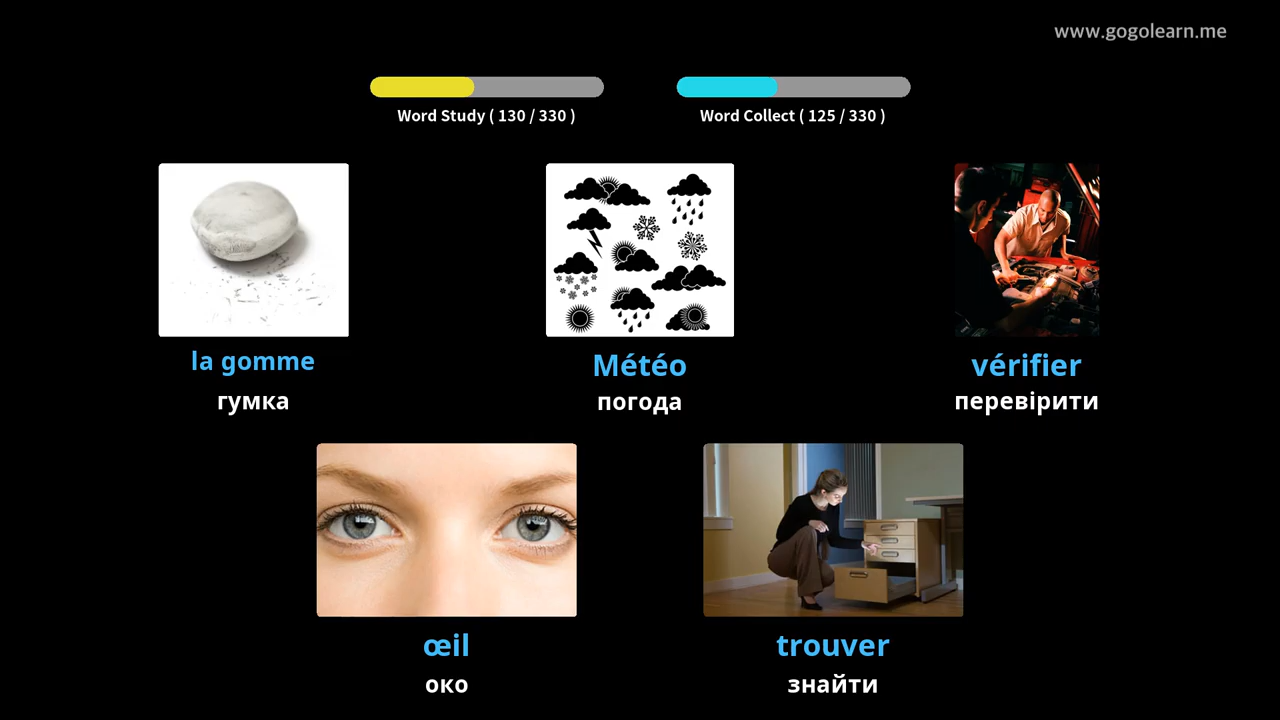 www.gogolearn.me
Word Study ( 130 / 330 )
Word Collect ( 125 / 330 )
la gomme
гумка
Météo
погода
vérifier
перевірити
œil
око
trouver
знайти